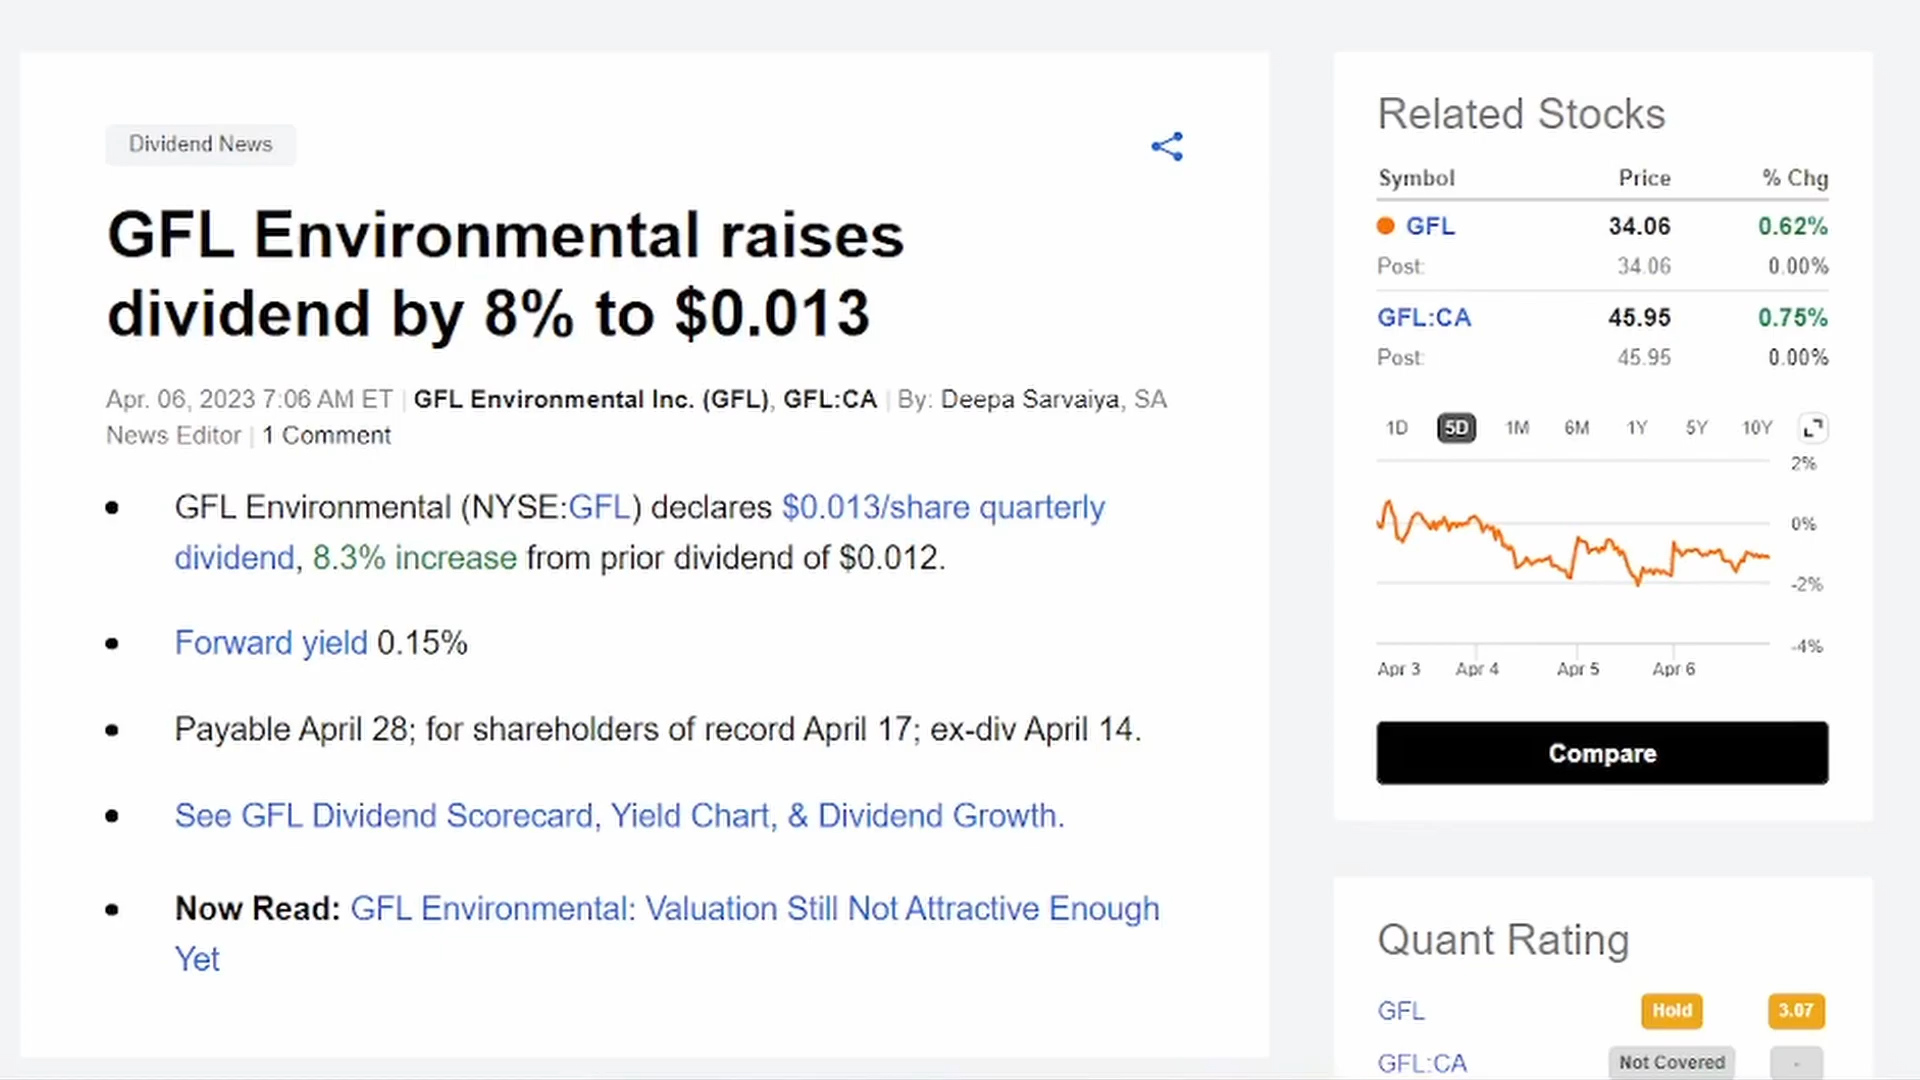 Dividend News
GFL Environmental raises
dividend by 8% to $0.013
Apr. 06, 2023 7:06 AM ET | GFL Environmental Inc. (GFL), GFL:CA | By: Deepa Sarvaiya, SA
News Editor | 1 Comment
GFL Environmental (NYSE:GFL) declares $0.013/share quarterly
dividend, 8.3% increase from prior dividend of $0.012.
Forward yield 0.15%
Payable April 28; for shareholders of record April 17; ex-div April 14.
See GFL Dividend Scorecard, Yield Chart, & Dividend Growth.
Now Read: GFL Environmental: Valuation Still Not Attractive Enough
Yet
Related Stocks
Symbol Price % Chg
GFL 34.06 0.62%
Post: 34.06 0.00%
GFL:CA 45.95 0.75%
Post: 45.95 0.00%
1D 5D 1M 6M 1Y 5Y 10Y
2%
0%
-2%
-4%
Apr 3 Apr 4 Apr 5 Apr 6
Compare
Quant Rating
GFL Hold 3.07
GFL:CA Not Covered -